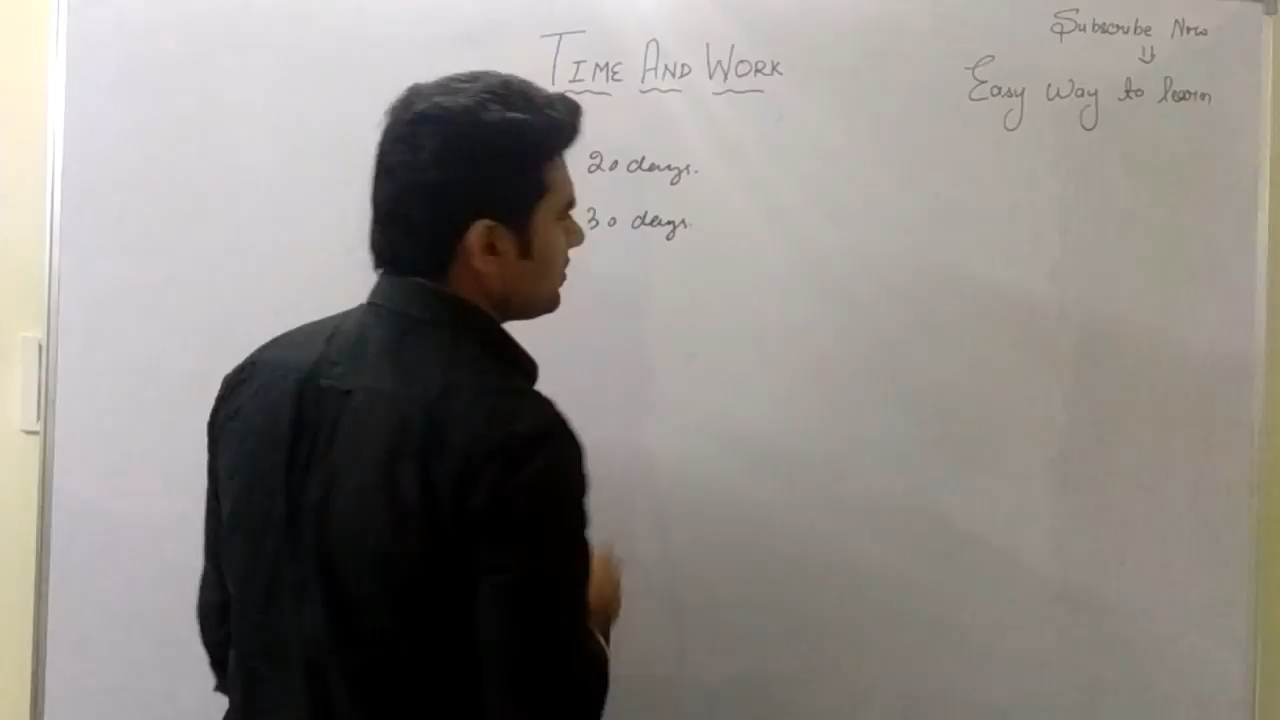 Subscribe Now
⇓
TIME AND WORK
Easy Way to learn
20 days.
30 days.